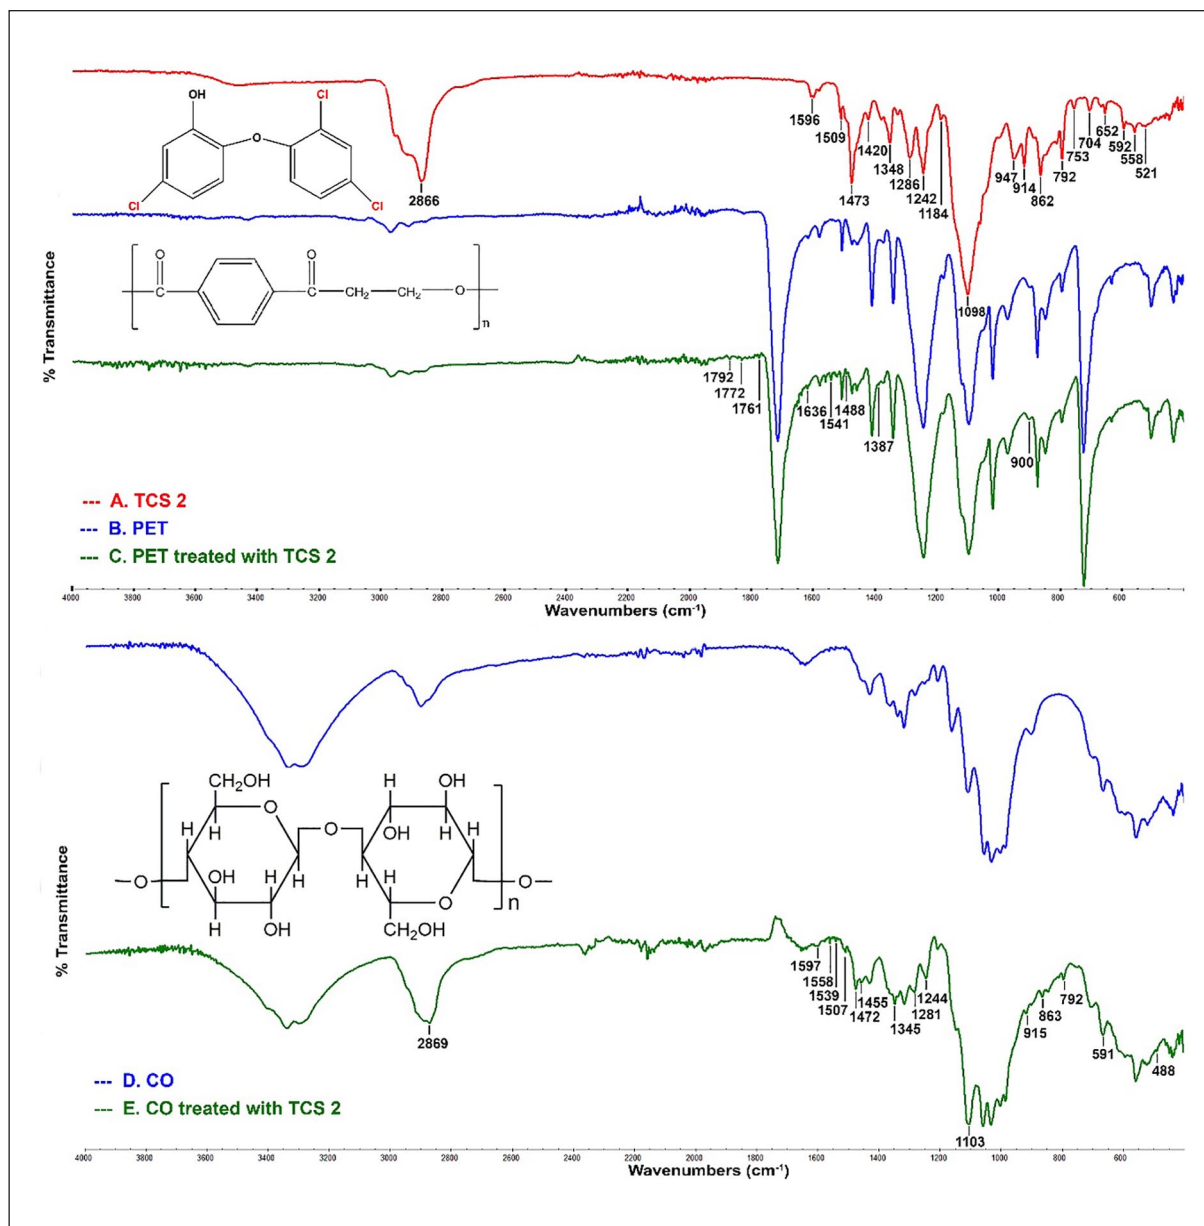 OH
Cl
O
Cl
Cl
2866
1596
1509
1473
1420
1348
1286
1242
1184
1098
947
914
862
792
753
704
652
592
558
521
O
O
C
C
CH2
CH2
O
n
1792
1772
1761
1636
1541
1488
1387
900
% Transmittance
--- A. TCS 2
--- B. PET
--- C. PET treated with TCS 2
4000 3800 3600 3400 3200 3000 2800 2600 2400 2200 2000 1800 1600 1400 1200 1000 800 600
Wavenumbers (cm-1)
CH2OH
H
OH
H
O
H
H
OH
H
H
H
OH
H
O
O
H
OH
H
OH
H
H
O
CH2OH
O
n
2869
1597
1558
1539
1507
1472
1455
1345
1281
1244
1103
915
863
792
591
488
% Transmittance
--- D. CO
--- E. CO treated with TCS 2
4000 3800 3600 3400 3200 3000 2800 2600 2400 2200 2000 1800 1600 1400 1200 1000 800 600
Wavenumbers (cm-1)